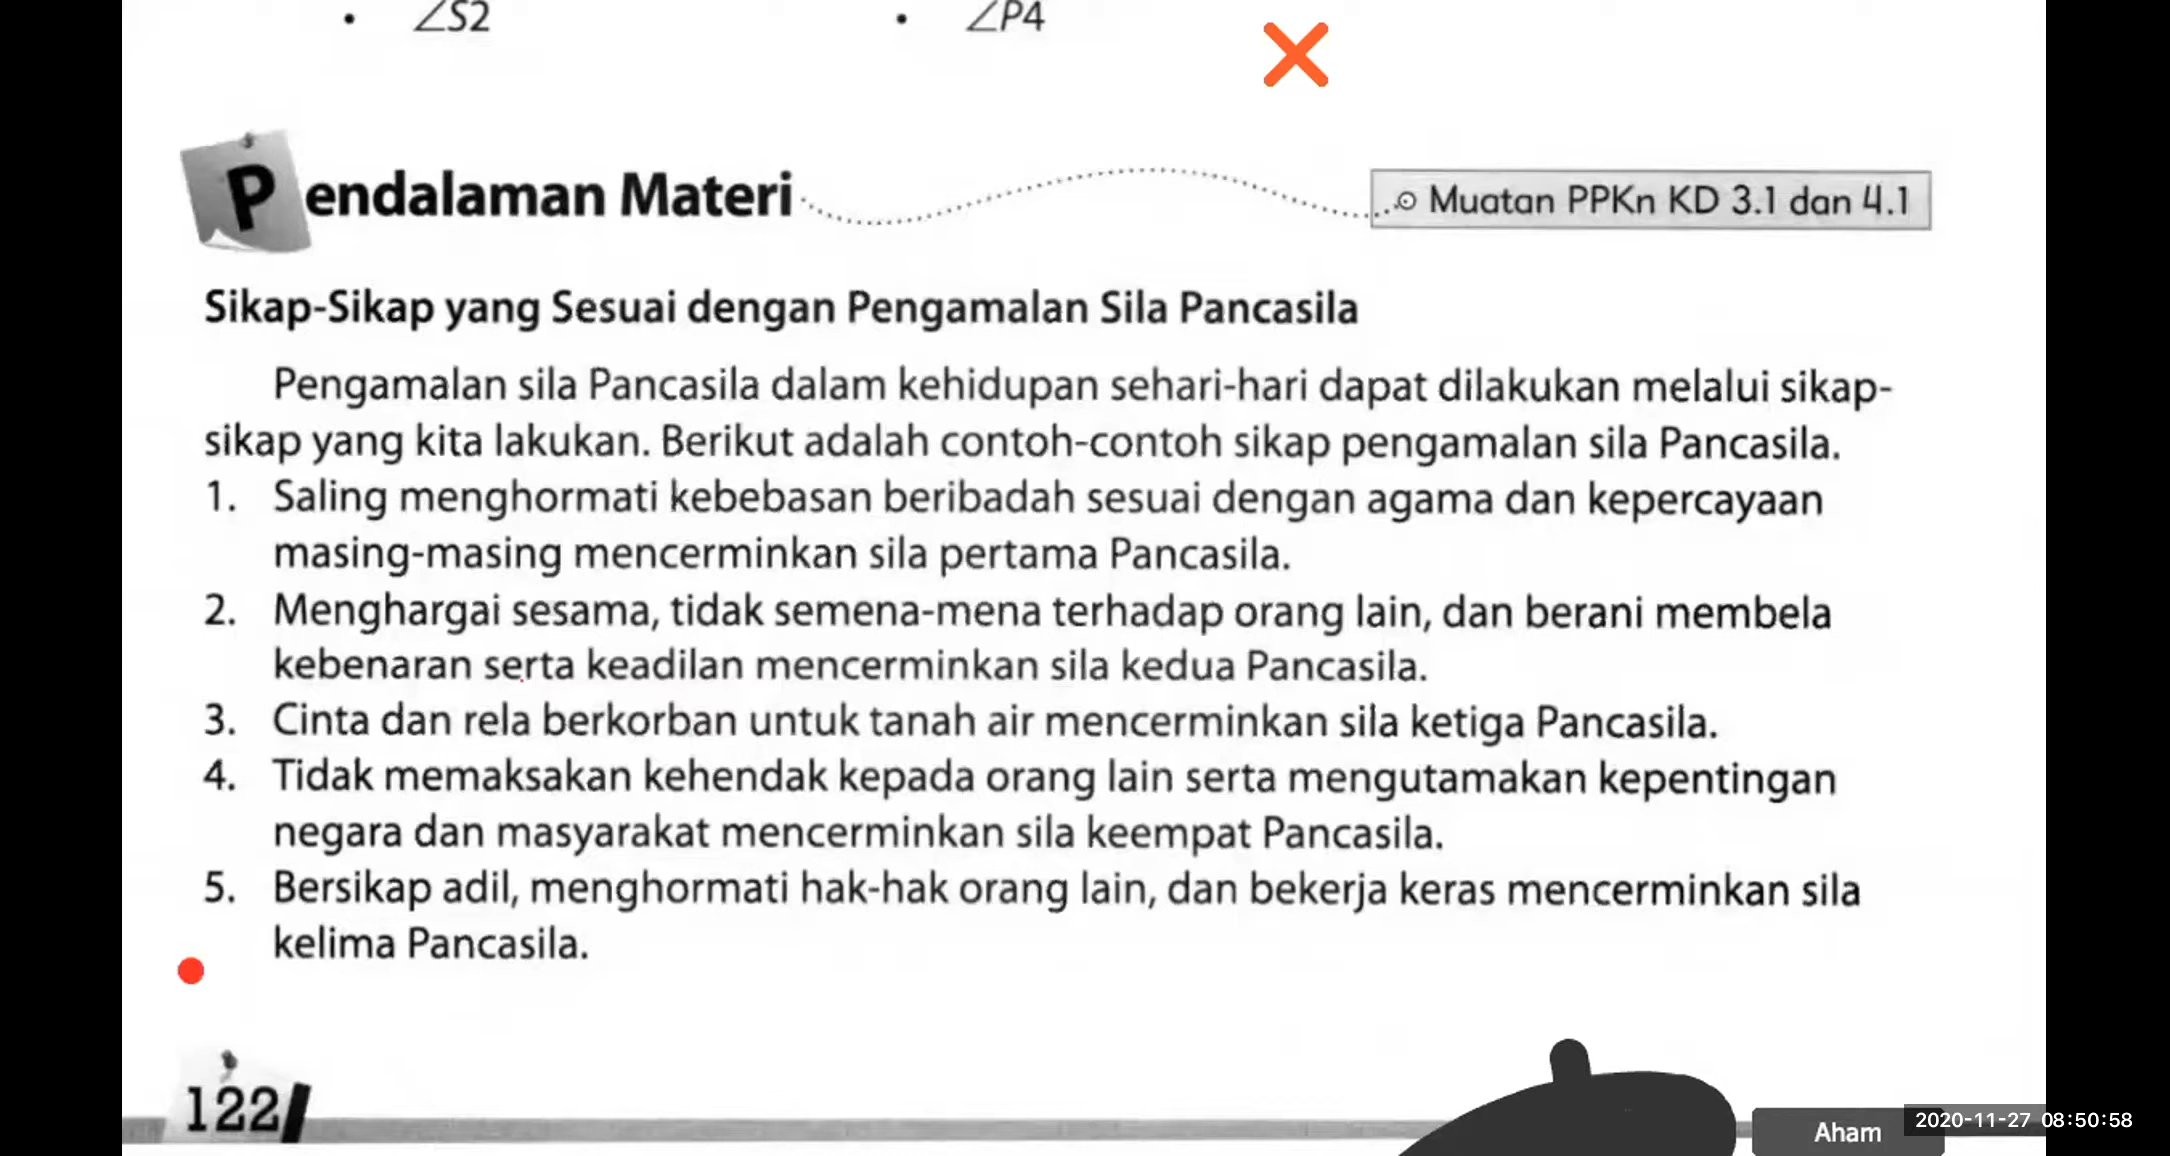 • ∠S2 • ∠P4
Pendalaman Materi
Muatan PPKn KD 3.1 dan 4.1
Sikap-Sikap yang Sesuai dengan Pengamalan Sila Pancasila
Pengamalan sila Pancasila dalam kehidupan sehari-hari dapat dilakukan melalui sikap-
sikap yang kita lakukan. Berikut adalah contoh-contoh sikap pengamalan sila Pancasila.
1. Saling menghormati kebebasan beribadah sesuai dengan agama dan kepercayaan
masing-masing mencerminkan sila pertama Pancasila.
2. Menghargai sesama, tidak semena-mena terhadap orang lain, dan berani membela
kebenaran serta keadilan mencerminkan sila kedua Pancasila.
3. Cinta dan rela berkorban untuk tanah air mencerminkan sila ketiga Pancasila.
4. Tidak memaksakan kehendak kepada orang lain serta mengutamakan kepentingan
negara dan masyarakat mencerminkan sila keempat Pancasila.
5. Bersikap adil, menghormati hak-hak orang lain, dan bekerja keras mencerminkan sila
kelima Pancasila.
122
Aham
2020-11-27 08:50:58